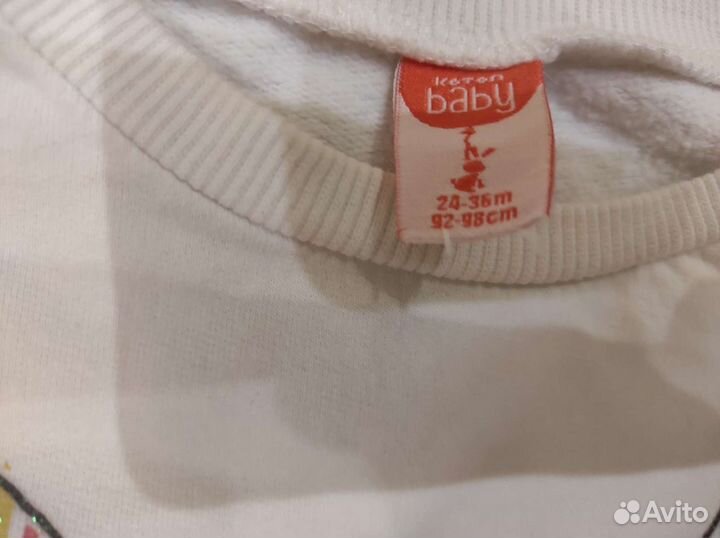 Koton
baby
24-36m
92-98cm
Avito